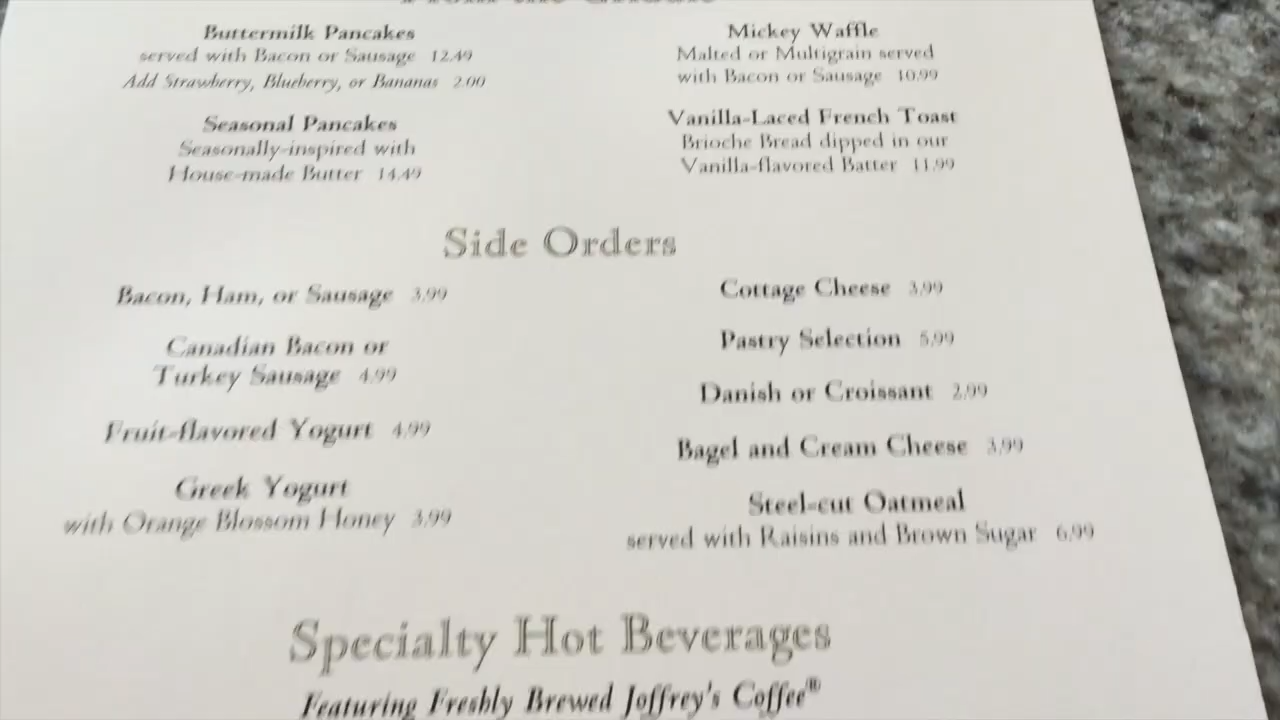 Buttermilk Pancakes
served with Bacon or Sausage 12.49
Add Strawberry, Blueberry, or Bananas 2.00
Seasonal Pancakes
Seasonally-inspired with
House-made Butter 14.49
Mickey Waffle
Malted or Multigrain served
with Bacon or Sausage 10.99
Vanilla-Laced French Toast
Brioche Bread dipped in our
Vanilla-flavored Batter 11.99
Side Orders
Bacon, Ham, or Sausage 3.99
Canadian Bacon or
Turkey Sausage 4.99
Fruit-flavored Yogurt 4.99
Greek Yogurt
with Orange Blossom Honey 3.99
Cottage Cheese 3.99
Pastry Selection 5.99
Danish or Croissant 2.99
Bagel and Cream Cheese 3.99
Steel-cut Oatmeal
served with Raisins and Brown Sugar 6.99
Specialty Hot Beverages
Featuring Freshly Brewed Joffrey's Coffee®